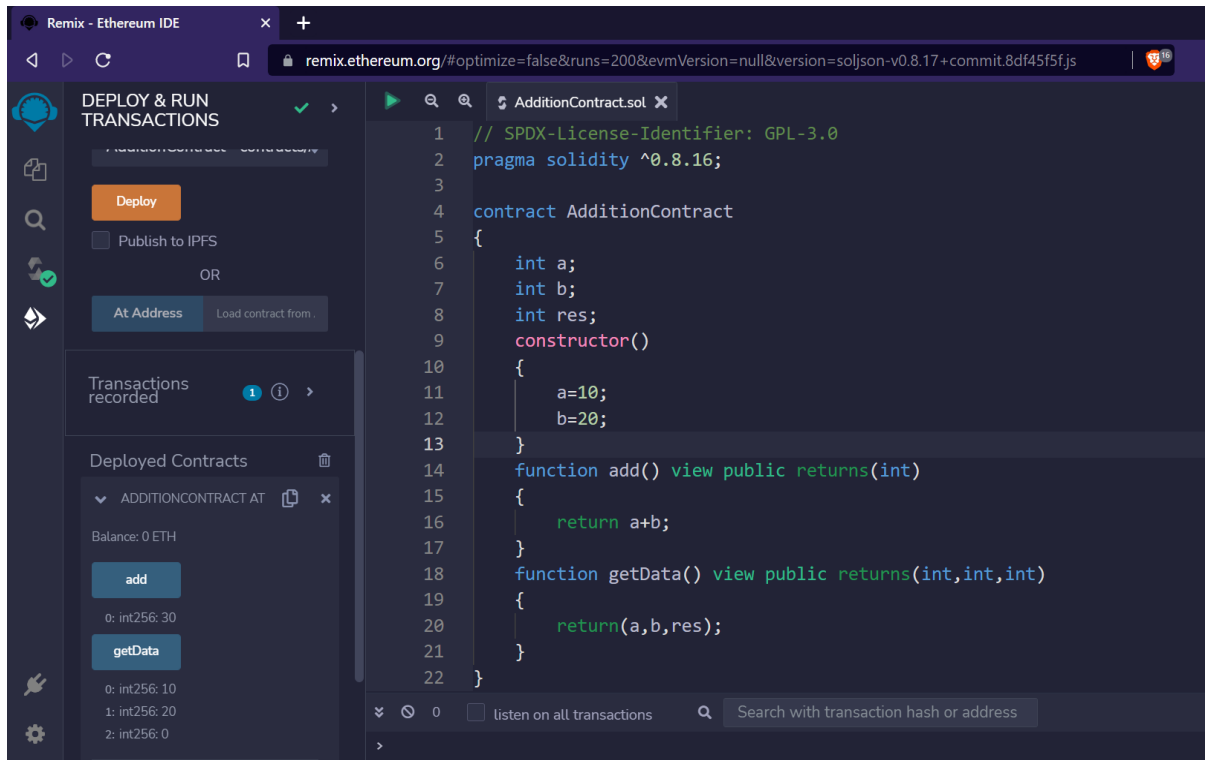 Remix - Ethereum IDE
remix.ethereum.org/#optimize=false&runs=200&evmVersion=null&version=soljson-v0.8.17+commit.8df45f5f.js
16
DEPLOY & RUN
TRANSACTIONS
Deploy
Publish to IPFS
OR
At Address
Load contract from .
Transactions
recorded
1
Deployed Contracts
ADDITIONCONTRACT AT
Balance: 0 ETH
add
0: int256: 30
getData
0: int256: 10
1: int256: 20
2: int256: 0
AdditionContract.sol
1 // SPDX-License-Identifier: GPL-3.0
2 pragma solidity ^0.8.16;
3
4 contract AdditionContract
5 {
6 int a;
7 int b;
8 int res;
9 constructor()
10 {
11 a=10;
12 b=20;
13 }
14 function add() view public returns(int)
15 {
16 return a+b;
17 }
18 function getData() view public returns(int,int,int)
19 {
20 return(a,b,res);
21 }
22 }
0 listen on all transactions
Search with transaction hash or address
>